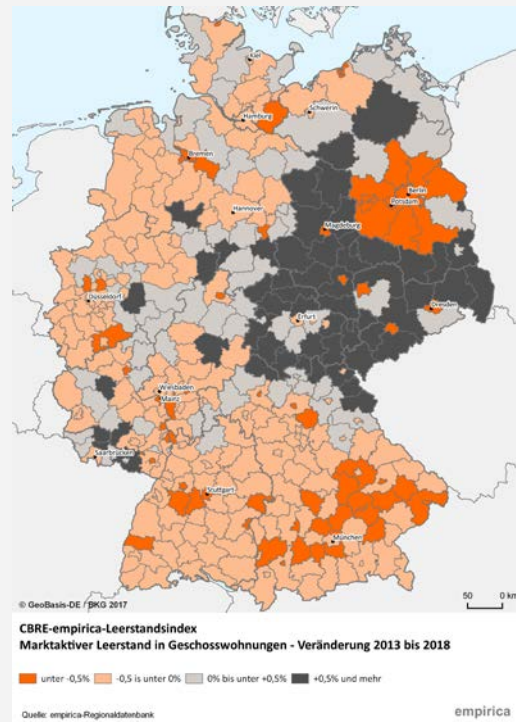 Kiel
Schwerin
Hamburg
Bremen
Berlin
Potsdam
Hannover
Magdeburg
Düsseldorf
Dresden
Erfurt
Wiesbaden
Mainz
Saarbrücken
Stuttgart
München
© GeoBasis-DE / BKG 2017
50 0 km
CBRE-empirica-Leerstandsindex
Marktaktiver Leerstand in Geschosswohnungen - Veränderung 2013 bis 2018
unter -0,5% -0,5 is unter 0% 0% bis unter +0,5% +0,5% und mehr
Quelle: empirica-Regionaldatenbank
empirica